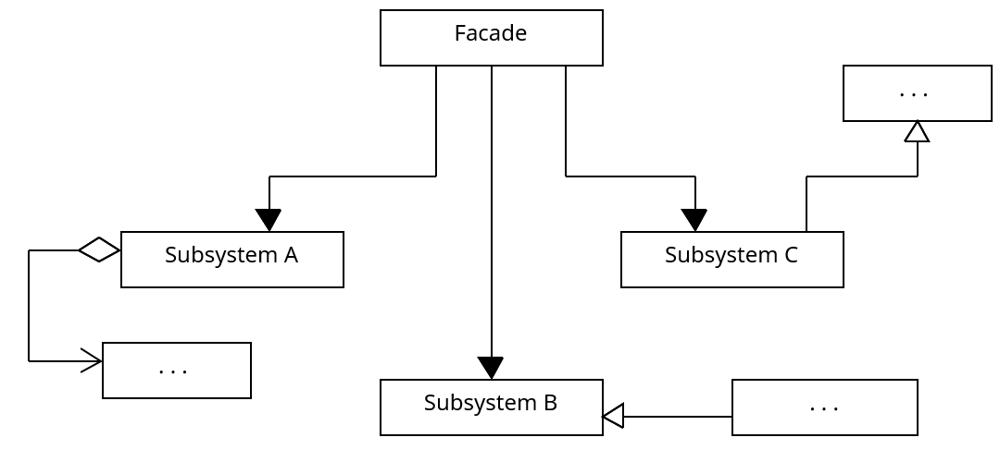 Facade
. . .
Subsystem A
Subsystem C
. . .
Subsystem B
. . .